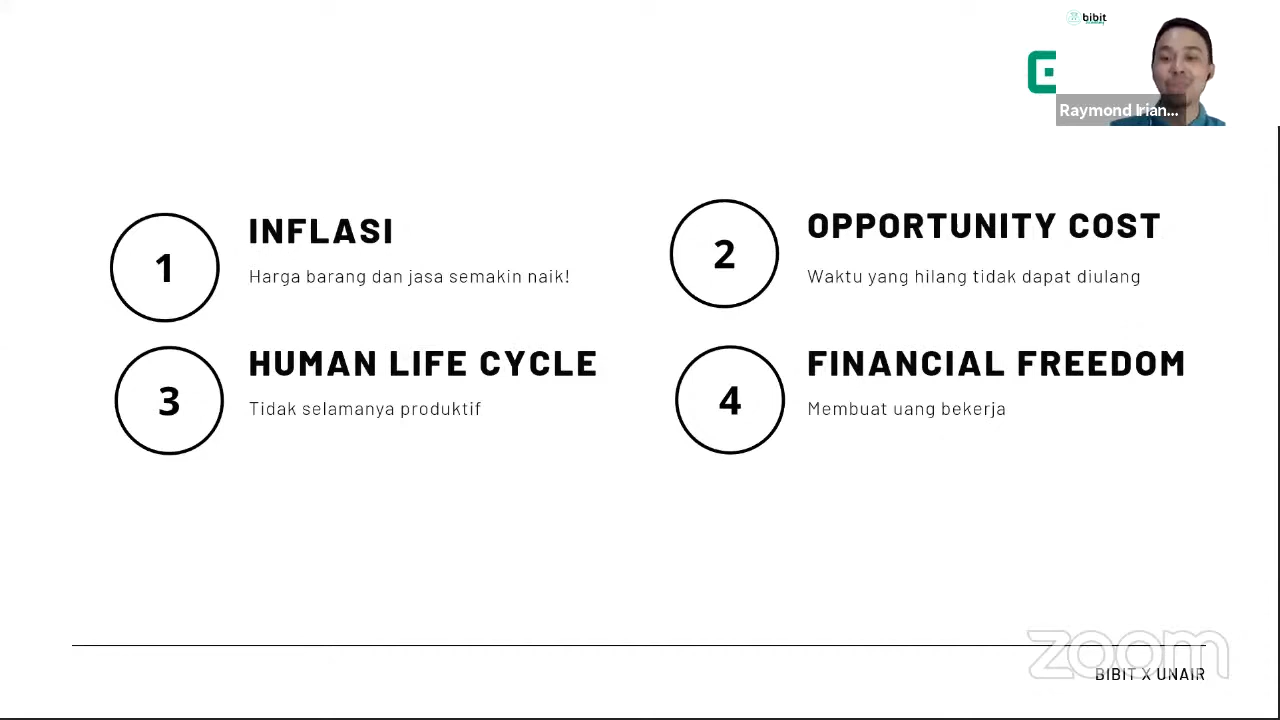 bibit
Raymond Irian...
1
INFLASI
Harga barang dan jasa semakin naik!
2
OPPORTUNITY COST
Waktu yang hilang tidak dapat diulang
3
HUMAN LIFE CYCLE
Tidak selamanya produktif
4
FINANCIAL FREEDOM
Membuat uang bekerja
zoom
BIBIT X UNAIR